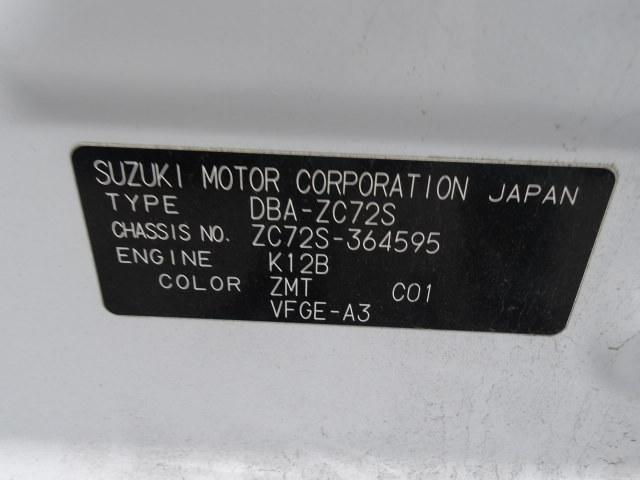 SUZUKI MOTOR CORPORATION JAPAN
TYPE DBA-ZC72S
CHASSIS NO. ZC72S-364595
ENGINE K12B
COLOR ZMT C01
VFGE-A3